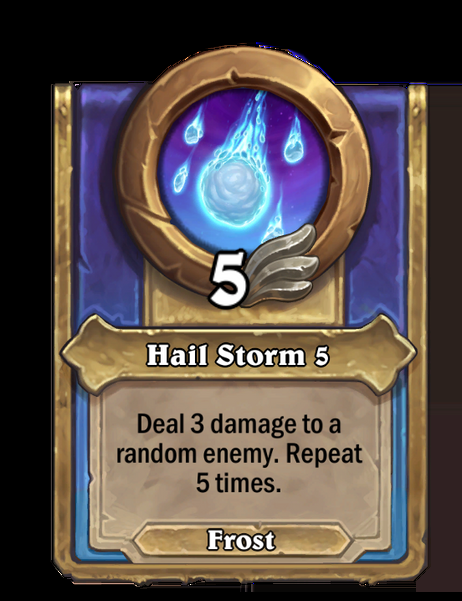 5
Hail Storm 5
Deal 3 damage to a
random enemy. Repeat
5 times.
Frost